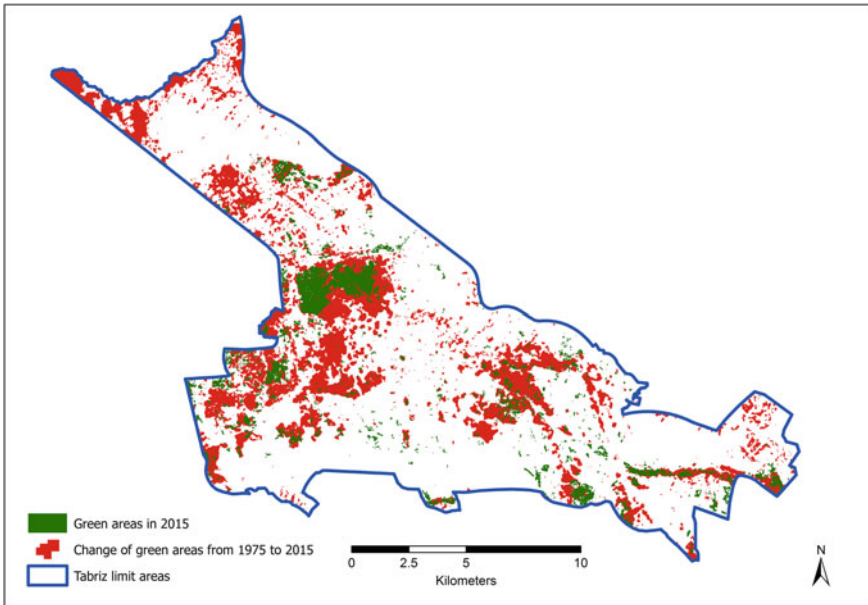 Green areas in 2015
Change of green areas from 1975 to 2015
Tabriz limit areas
0 2.5 5 10
Kilometers
N